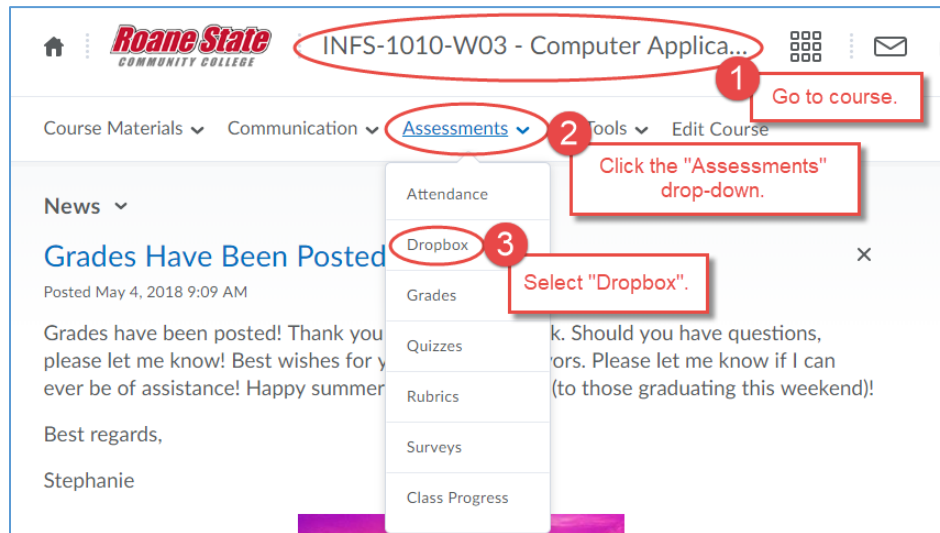 Roane State
COMMUNITY COLLEGE
INFS-1010-W03 - Computer Applica...
1
Go to course.
Course Materials
Communication
Assessments
2
Tools
Edit Course
Click the "Assessments"
drop-down.
News
Attendance
Dropbox
3
Select "Dropbox".
Grades
Quizzes
Rubrics
Surveys
Class Progress
Grades Have Been Posted
Posted May 4, 2018 9:09 AM
Grades have been posted! Thank you k. Should you have questions,
please let me know! Best wishes for y ors. Please let me know if I can
ever be of assistance! Happy summer (to those graduating this weekend)!
Best regards,
Stephanie